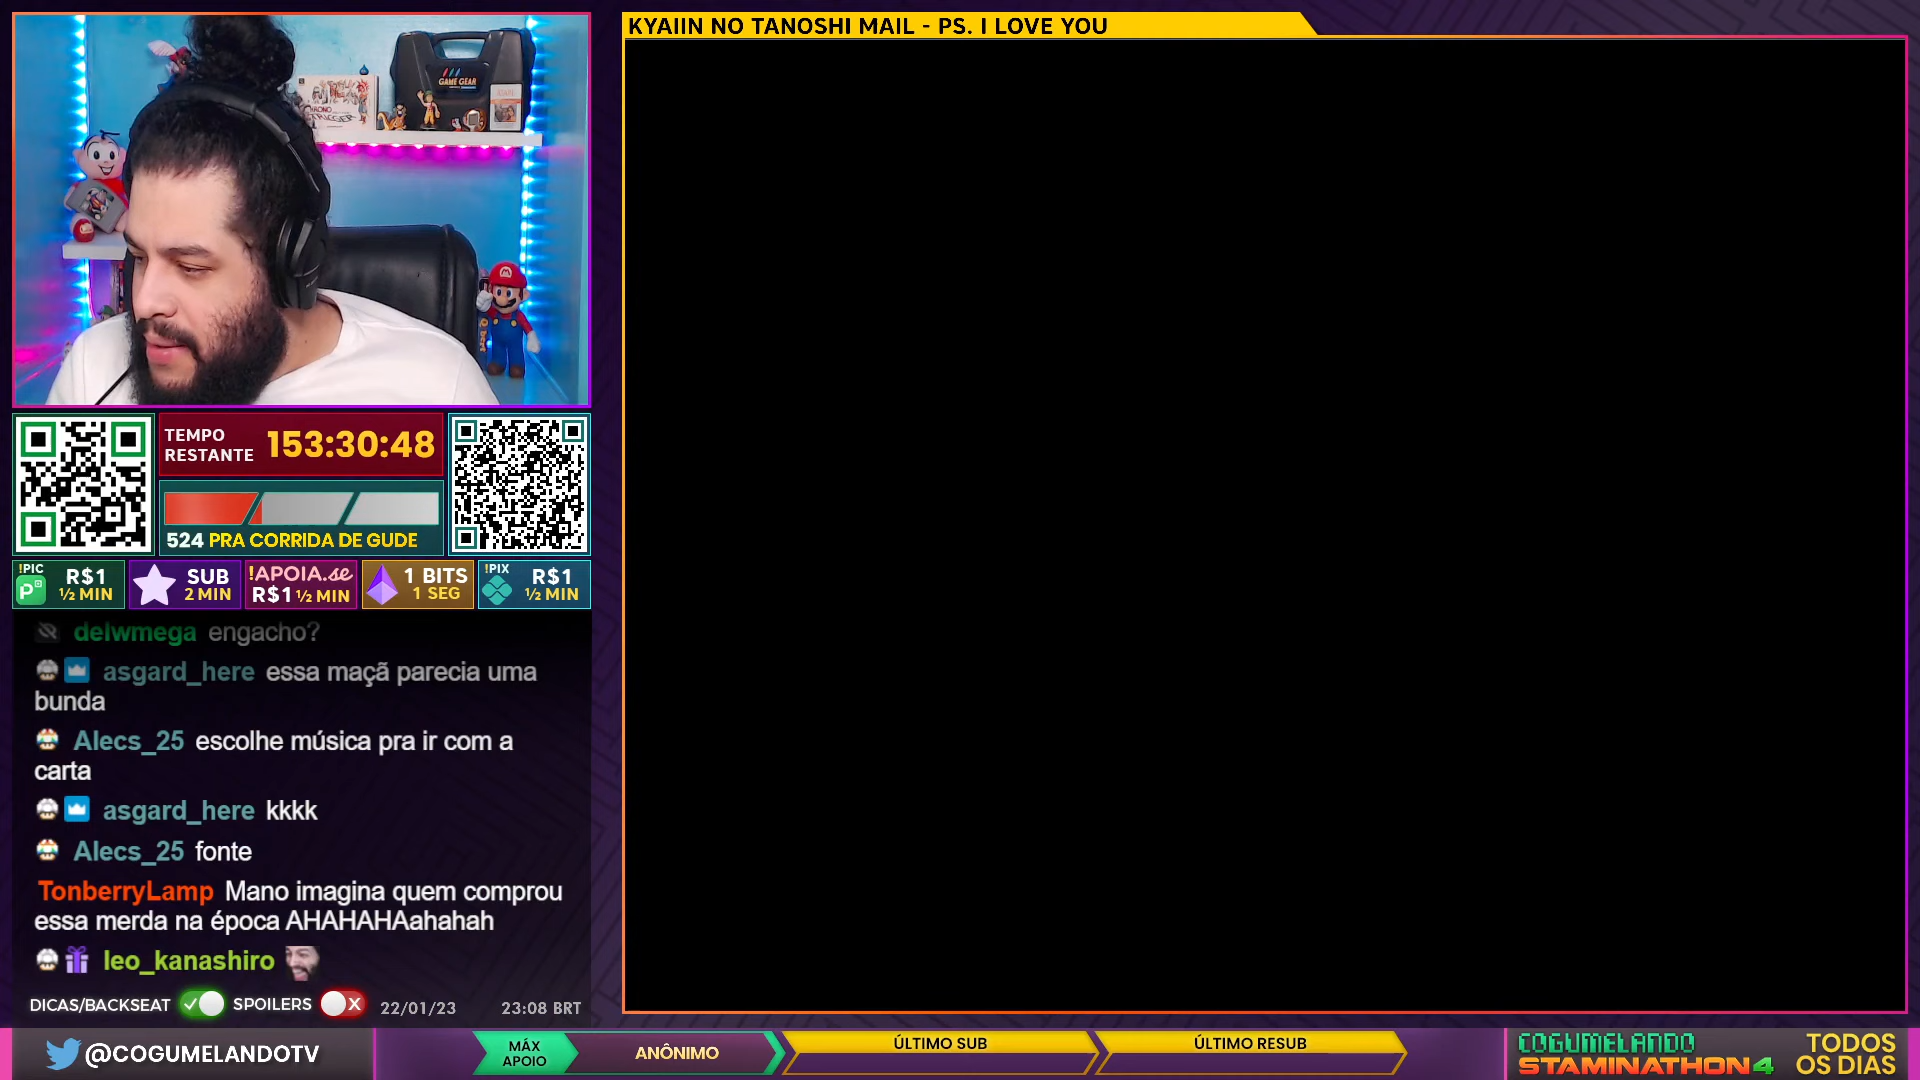 KYAIIN NO TANOSHI MAIL - PS. I LOVE YOU
GAME GEAR
TEMPO
RESTANTE
153:30:48
524 PRA CORRIDA DE GUDE
!PIC
R$1
½ MIN
SUB
2 MIN
!APOIA.se
R$1 ½ MIN
1 BITS
1 SEG
!PIX
R$1
½ MIN
delwmega engacho?
asgard_here essa maçã parecia uma
bunda
Alecs_25 escolhe música pra ir com a
carta
asgard_here kkkk
Alecs_25 fonte
TonberryLamp Mano imagina quem comprou
essa merda na época AHAHAHAahahah
leo_kanashiro
DICAS/BACKSEAT SPOILERS X 22/01/23 23:08 BRT
@COGUMELANDOTV
MÁX
APOIO
ANÔNIMO
ÚLTIMO SUB
ÚLTIMO RESUB
COGUMELANDO
STAMINATHON 4
TODOS
OS DIAS